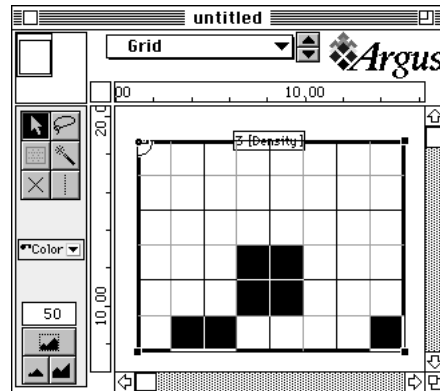 untitled
Grid
Argus
00 10,00
20,
3 [Density]
10,00
Color
50